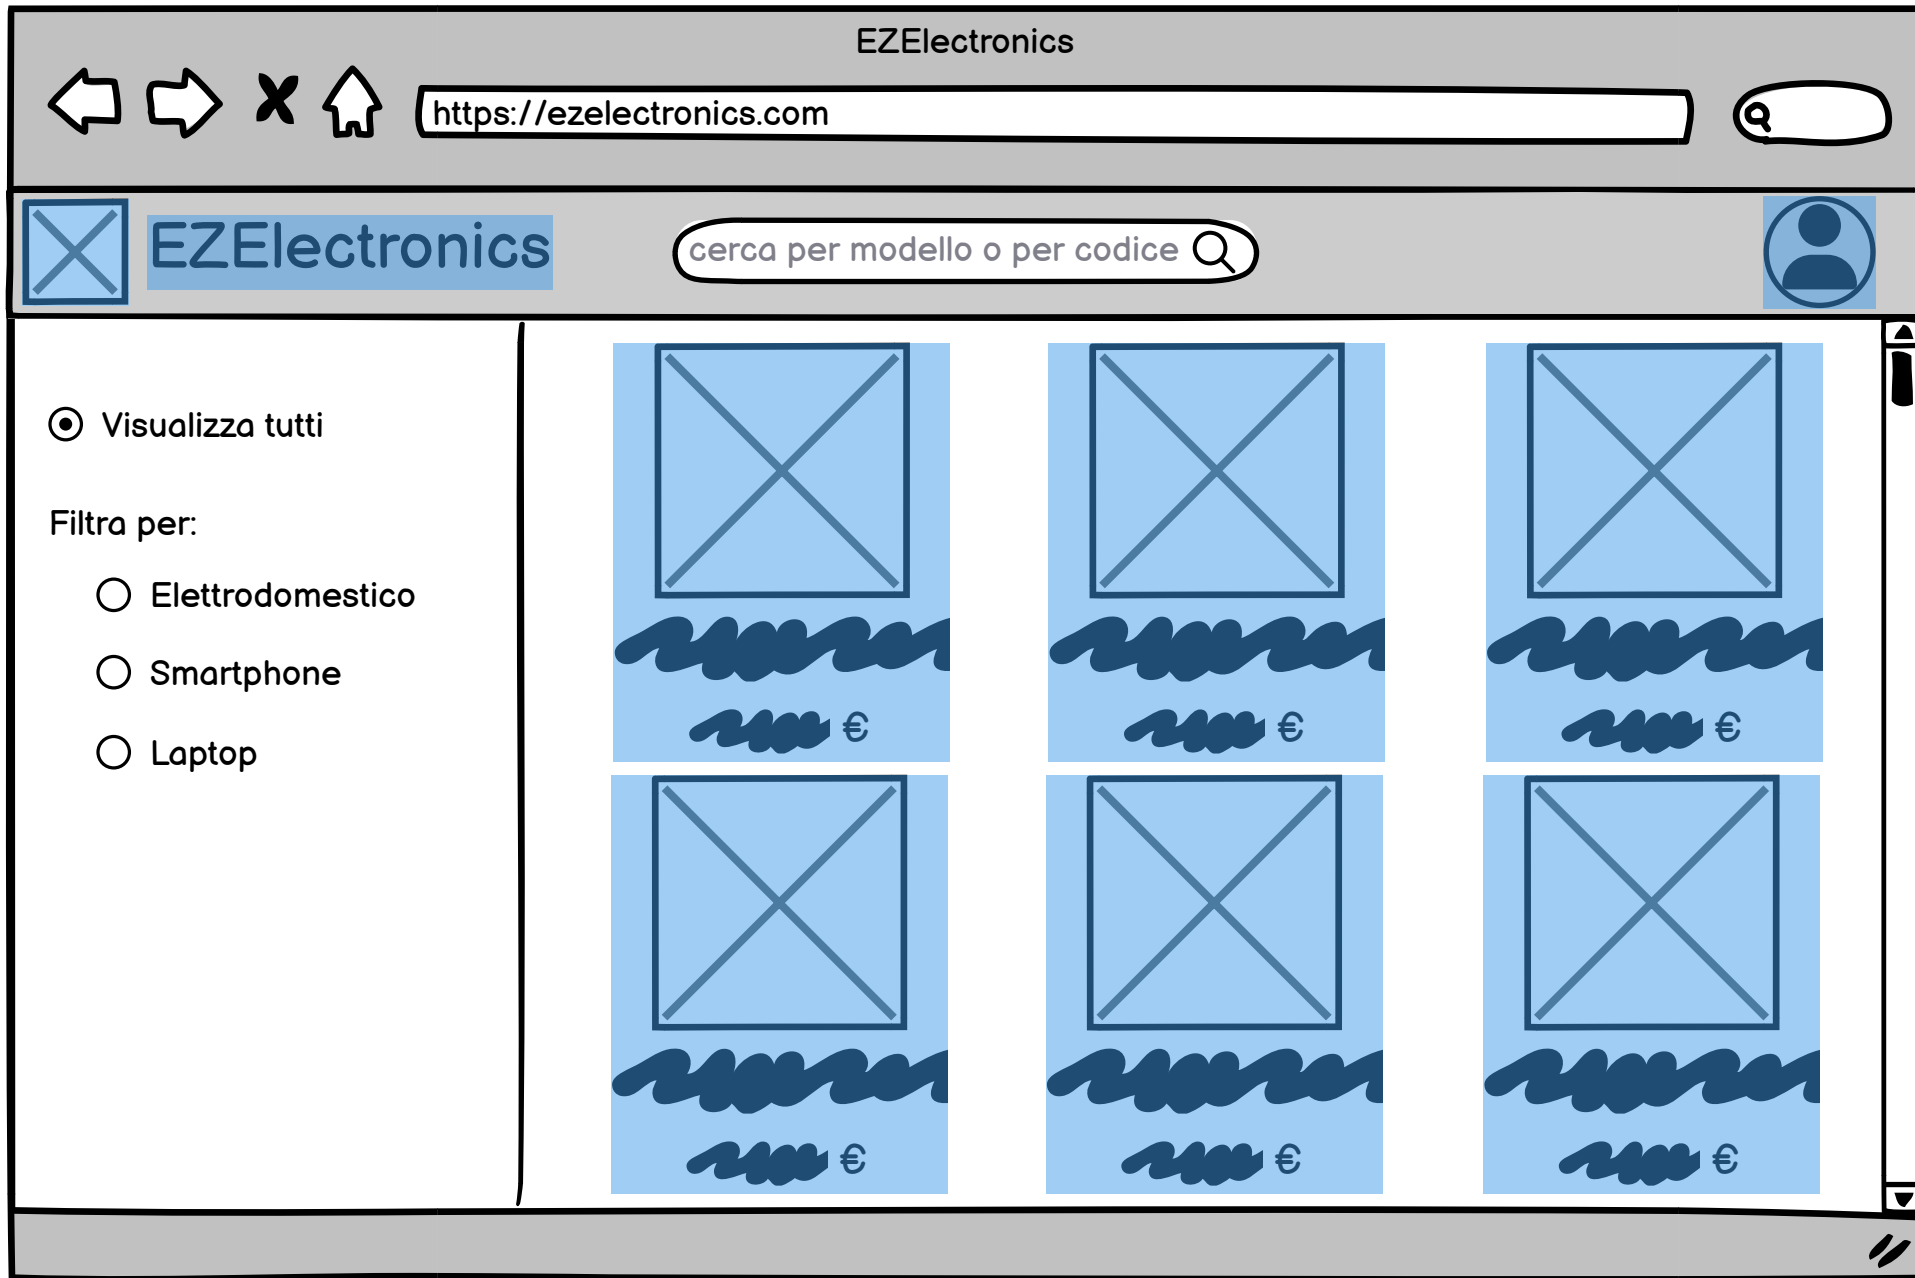 EZElectronics
https://ezelectronics.com
EZElectronics
cerca per modello o per codice
Visualizza tutti
Filtra per:
Elettrodomestico
Smartphone
Laptop
€
€
€
€
€
€